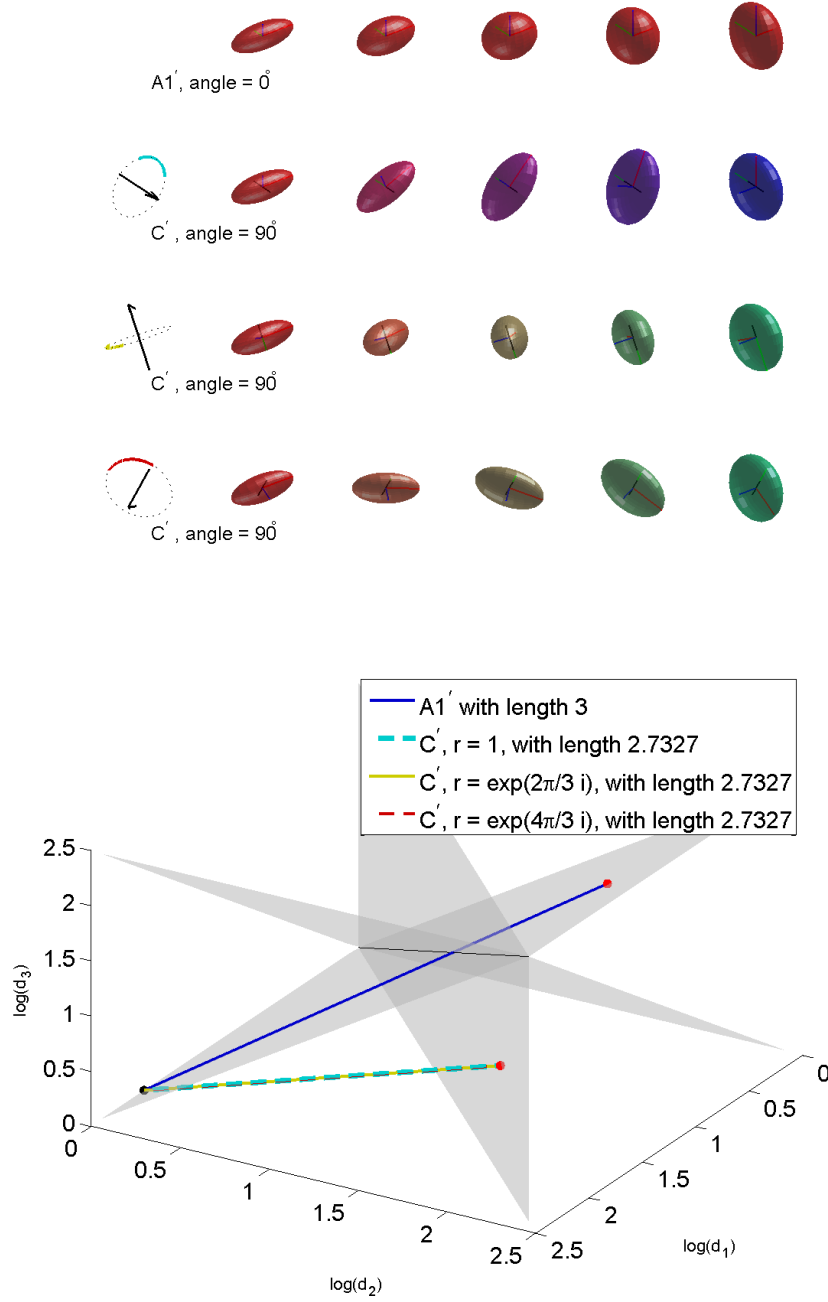 A1′, angle = 0°
C′ , angle = 90°
C′ , angle = 90°
C′ , angle = 90°
A1′ with length 3
C′, r = 1, with length 2.7327
C′, r = exp(2π/3 i), with length 2.7327
C′, r = exp(4π/3 i), with length 2.7327
2.5
2
1.5
1
0.5
0
log(d₃)
0
0.5
1
1.5
2
2.5
log(d₂)
0
0.5
1
1.5
2
2.5
log(d₁)